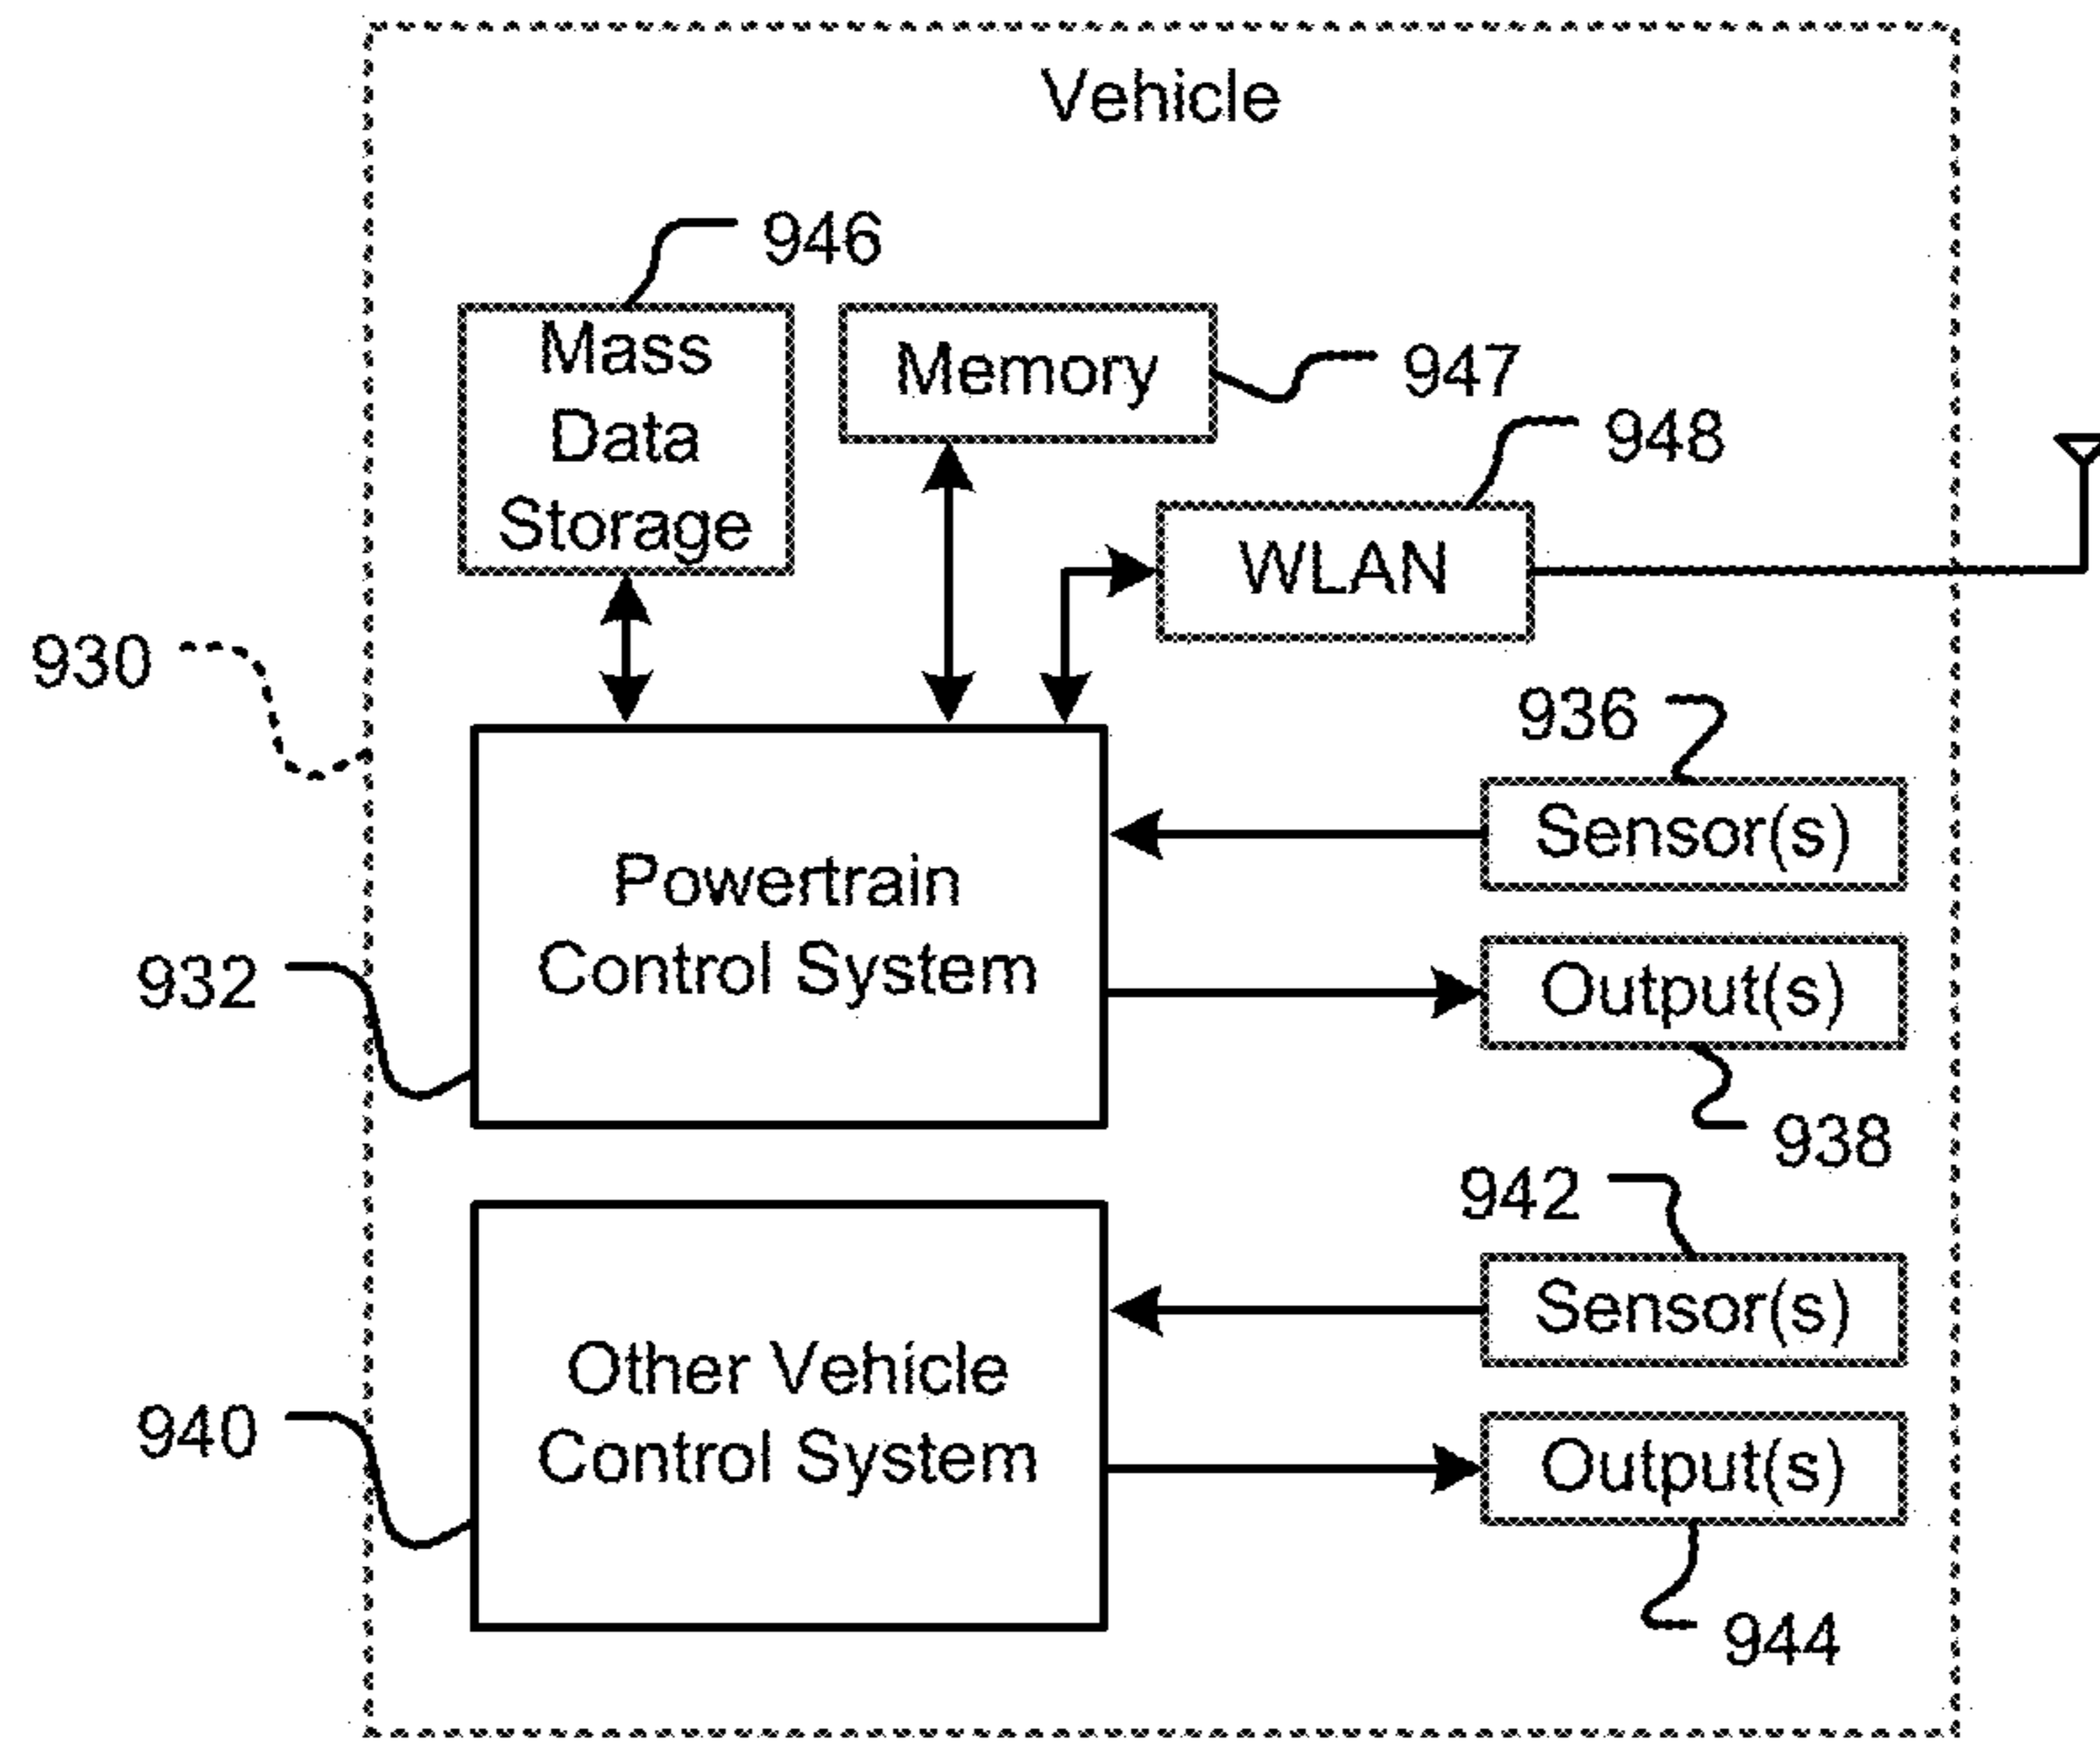 Vehicle
946
Mass
Data
Storage
Memory
947
948
WLAN
930
936
Sensor(s)
Powertrain
Control System
932
Output(s)
938
942
Sensor(s)
Other Vehicle
Control System
940
Output(s)
944